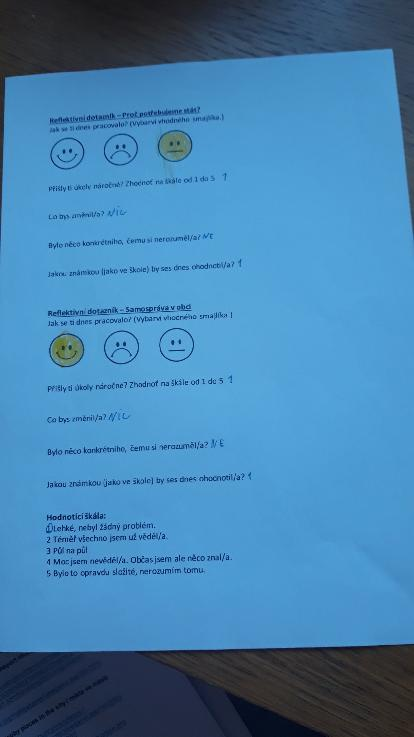 Reflektivní dotazník – Proč potřebujeme stát?
Jak se ti dnes pracovalo? (Vybarvi vhodného smajlíka.)
Přišly ti úkoly náročné? Zhodnoť na škále od 1 do 5 1
Co bys změnil/a? NIC
Bylo něco konkrétního, čemu si nerozuměl/a? NE
Jakou známkou (jako ve škole) by ses dnes ohodnotil/a? 1
Reflektivní dotazník – Samospráva v obci
Jak se ti dnes pracovalo? (Vybarvi vhodného smajlíka.)
Přišly ti úkoly náročné? Zhodnoť na škále od 1 do 5 1
Co bys změnil/a? NIC
Bylo něco konkrétního, čemu si nerozuměl/a? NE
Jakou známkou (jako ve škole) by ses dnes ohodnotil/a? 1
Hodnotící škála:
1 Lehké, nebyl žádný problém.
2 Téměř všechno jsem už věděl/a.
3 Půl na půl
4 Moc jsem nevěděl/a. Občas jsem ale něco znal/a.
5 Bylo to opravdu složité, nerozumím tomu.